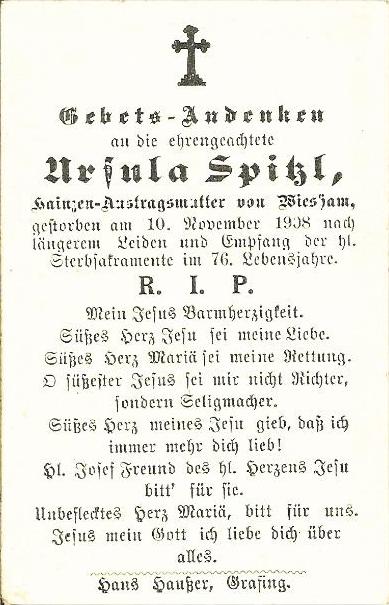 Gebets-Andenken
an die ehrengeachtete
Ursula Spitzl,
Hainzen-Austragsmutter von Wiesham,
gestorben am 10. November 1908 nach
längerem Leiden und Empfang der hl.
Sterbsakramente im 76. Lebensjahre.
R. I. P.
Mein Jesus Barmherzigkeit.
Süßes Herz Jesu sei meine Liebe.
Süßes Herz Mariä sei meine Rettung.
O süßester Jesus sei mir nicht Richter,
sondern Seligmacher.
Süßes Herz meines Jesu gieb, daß ich
immer mehr dich lieb!
Hl. Josef Freund des hl. Herzens Jesu
bitt' für sie.
Unbeflecktes Herz Mariä, bitt für uns.
Jesus mein Gott ich liebe dich über
alles.
Hans Haußer, Grafing.